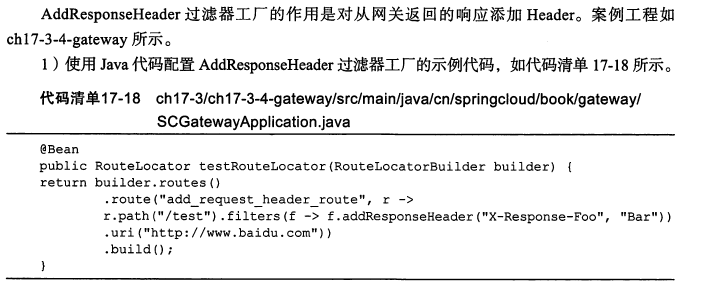 AddResponseHeader 过滤器工厂的作用是对从网关返回的响应添加 Header。案例工程如
ch17-3-4-gateway 所示。
1）使用 Java 代码配置 AddResponseHeader 过滤器工厂的示例代码，如代码清单 17-18 所示。
代码清单17-18 ch17-3/ch17-3-4-gateway/src/main/java/cn/springcloud/book/gateway/
SCGatewayApplication.java
@Bean
public RouteLocator testRouteLocator(RouteLocatorBuilder builder) {
return builder.routes()
.route("add_request_header_route", r ->
r.path("/test").filters(f -> f.addResponseHeader("X-Response-Foo", "Bar"))
.uri("http://www.baidu.com"))
.build();
}